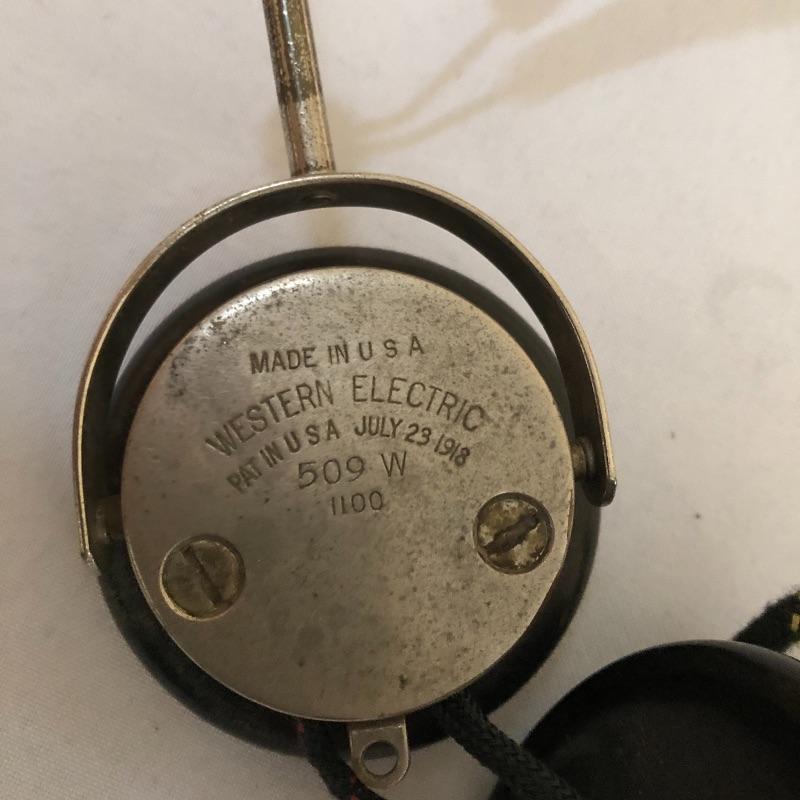 MADE IN U S A
WESTERN ELECTRIC
PAT IN U S A JULY 23 1918
509 W
1100